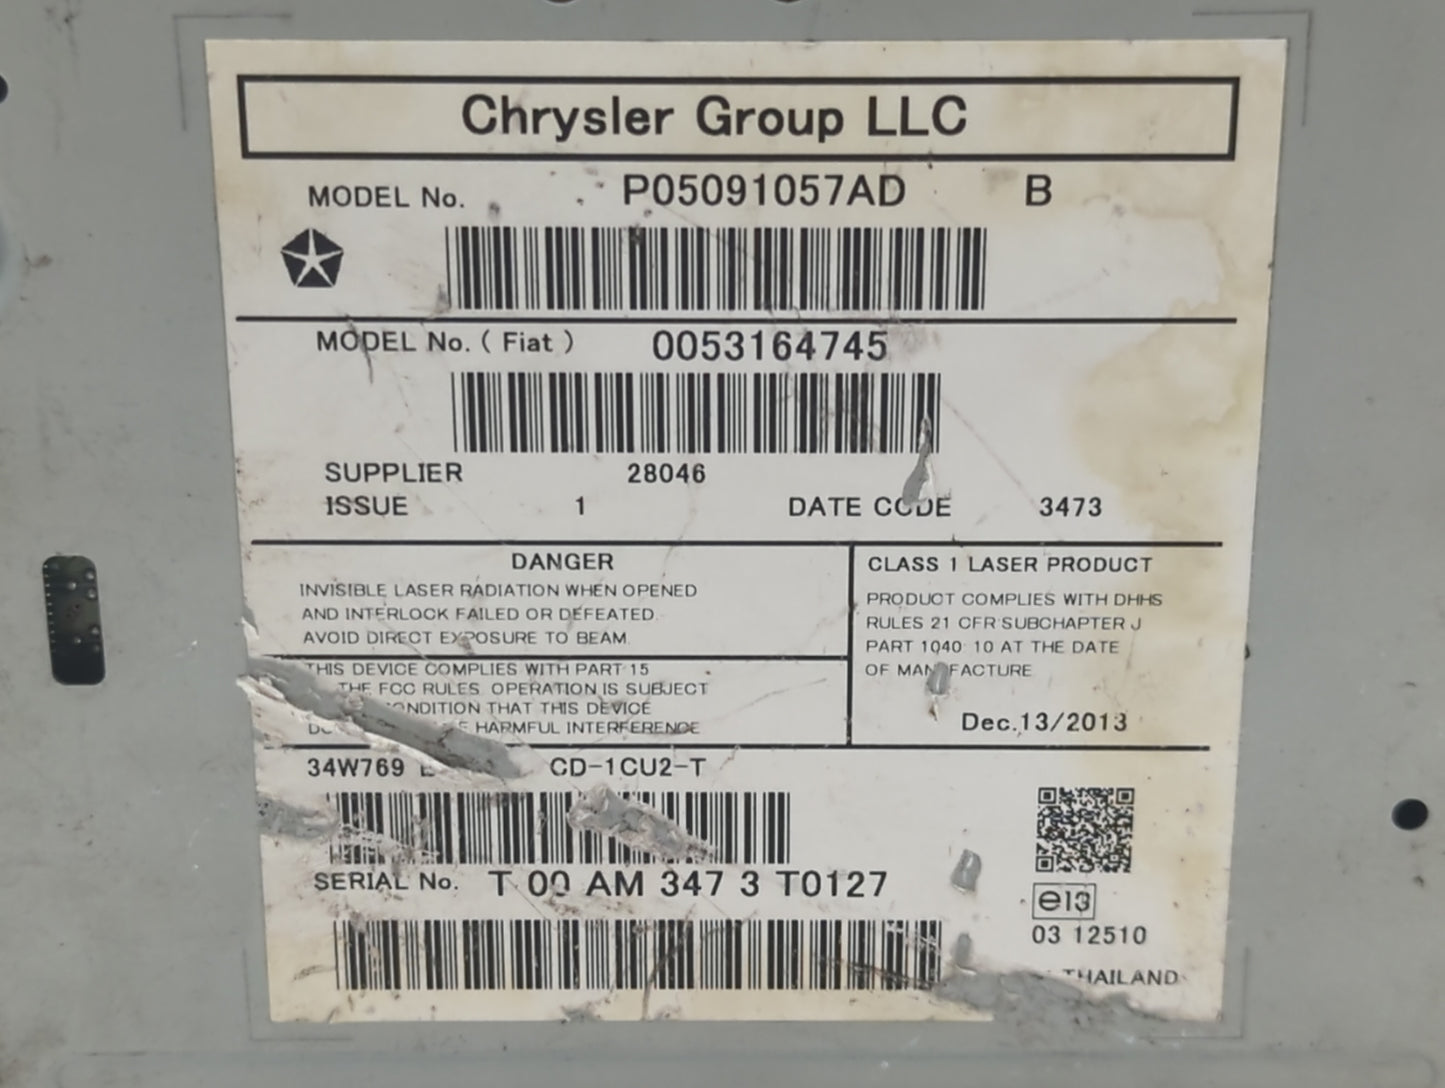 Chrysler Group LLC
MODEL No. P05091057AD B
MODEL No. ( Fiat ) 0053164745
SUPPLIER 28046
ISSUE 1 DATE CODE 3473
DANGER
INVISIBLE LASER RADIATION WHEN OPENED
AND INTERLOCK FAILED OR DEFEATED.
AVOID DIRECT EXPOSURE TO BEAM.
THIS DEVICE COMPLIES WITH PART 15
THE FCC RULES. OPERATION IS SUBJECT
CONDITION THAT THIS DEVICE
HARMFUL INTERFERENCE
CLASS 1 LASER PRODUCT
PRODUCT COMPLIES WITH DHHS
RULES 21 CFR SUBCHAPTER J
PART 1040 10 AT THE DATE
OF MANUFACTURE
Dec.13/2013
34W769 CD-1CU2-T
SERIAL No. T 00 AM 347 3 T0127
e13
03 12510
THAILAND